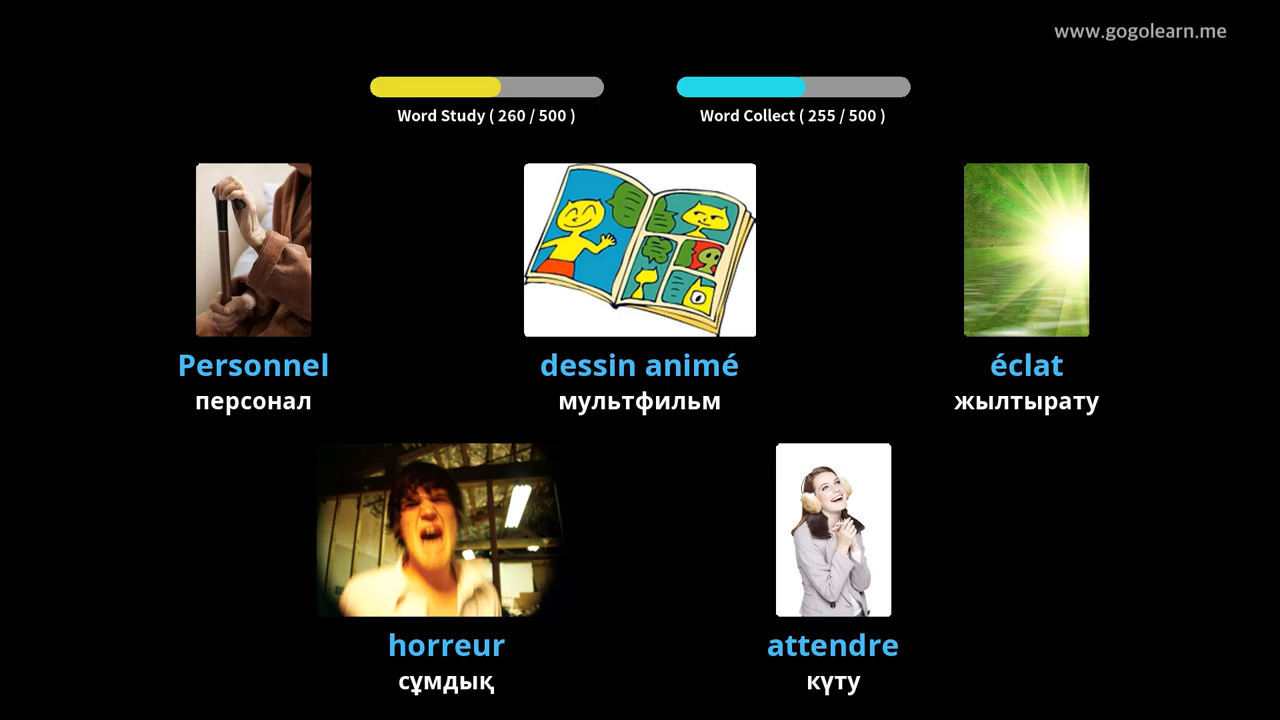 www.gogolearn.me
Word Study ( 260 / 500 )
Word Collect ( 255 / 500 )
Personnel
персонал
dessin animé
мультфильм
éclat
жылтырату
horreur
сұмдық
attendre
күту